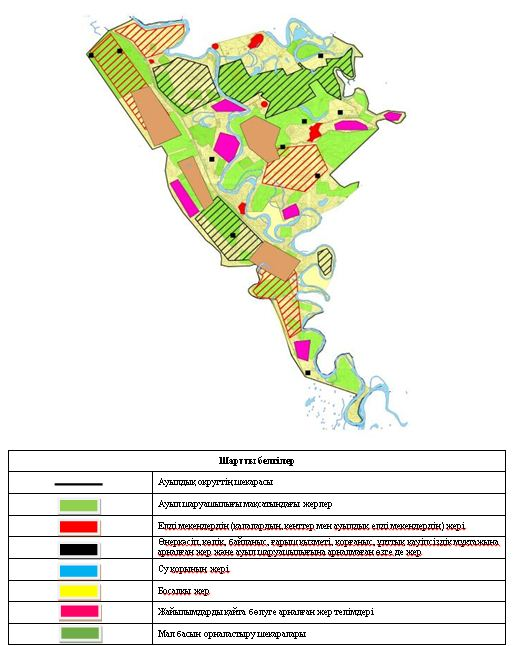 Шартты белгілер
Ауылдық округтің шекарасы
Ауыл шаруашылығы мақсатындағы жерлер
Елді мекендердің (қалалардың, кенттер мен ауылдық елді мекендердің) жері
Өнеркәсіп, көлік, байланыс, ғарыш қызметі, қорғаныс, ұлттық қауіпсіздік мұқтажына
арналған жер және ауыл шаруашылығына арналмаған өзге де жер
Су қорының жері
Босалқы жер
Жайылымдарды қайта бөлуге арналған жер телімдері
Мал басын орналастыру шекаралары